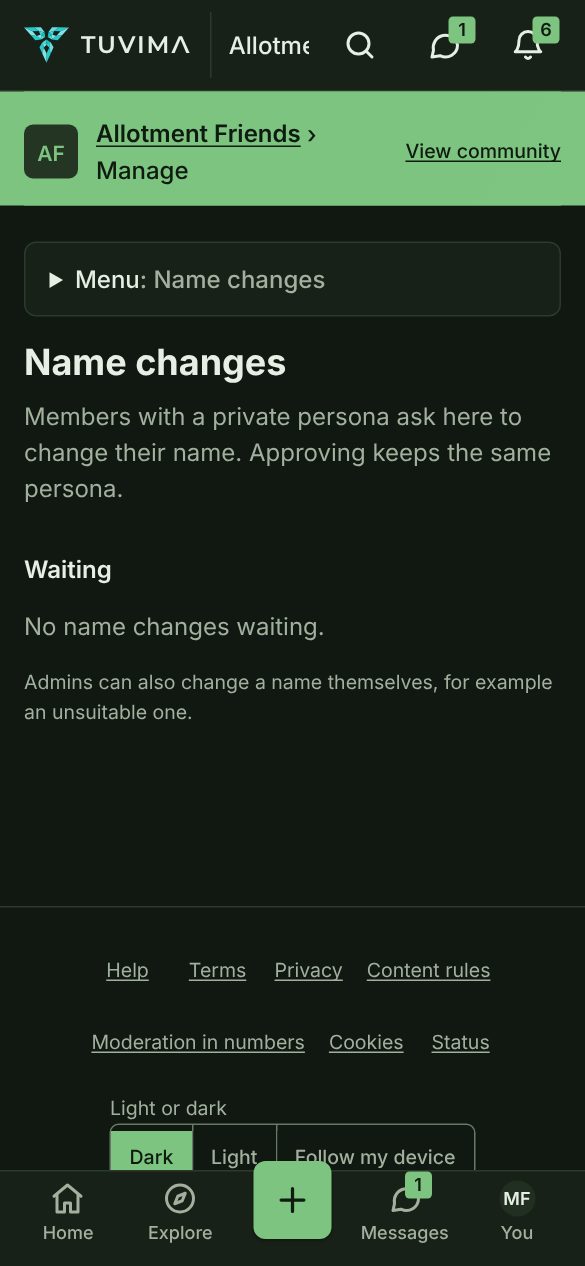 TUVIMA
Allotme
1
6
AF
Allotment Friends ›
Manage
View community
Menu: Name changes
Name changes
Members with a private persona ask here to
change their name. Approving keeps the same
persona.
Waiting
No name changes waiting.
Admins can also change a name themselves, for example
an unsuitable one.
Help Terms Privacy Content rules
Moderation in numbers Cookies Status
Light or dark
Dark Light Follow my device
1
Home Explore Messages You
MF